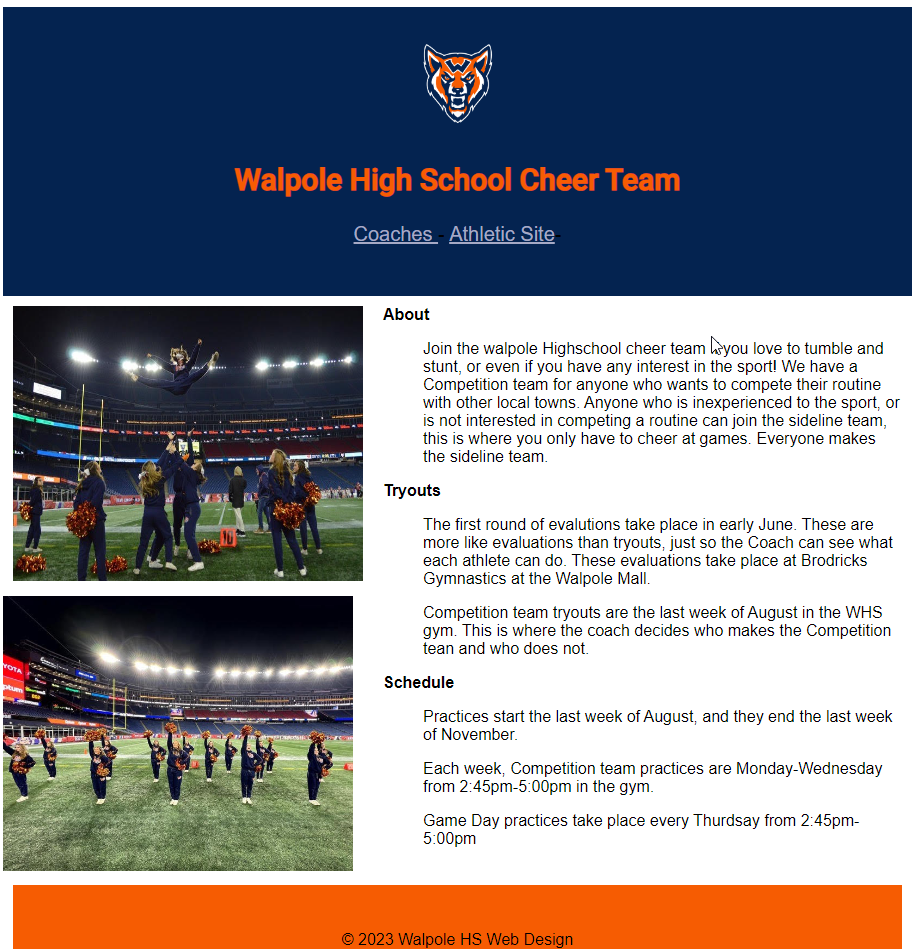 Walpole High School Cheer Team
Coaches - Athletic Site-
About
Join the walpole Highschool cheer team you love to tumble and
stunt, or even if you have any interest in the sport! We have a
Competition team for anyone who wants to compete their routine
with other local towns. Anyone who is inexperienced to the sport, or
is not interested in competing a routine can join the sideline team,
this is where you only have to cheer at games. Everyone makes
the sideline team.
Tryouts
The first round of evalutions take place in early June. These are
more like evaluations than tryouts, just so the Coach can see what
each athlete can do. These evaluations take place at Brodricks
Gymnastics at the Walpole Mall.
Competition team tryouts are the last week of August in the WHS
gym. This is where the coach decides who makes the Competition
tean and who does not.
Schedule
Practices start the last week of August, and they end the last week
of November.
Each week, Competition team practices are Monday-Wednesday
from 2:45pm-5:00pm in the gym.
Game Day practices take place every Thurdsay from 2:45pm-
5:00pm
© 2023 Walpole HS Web Design